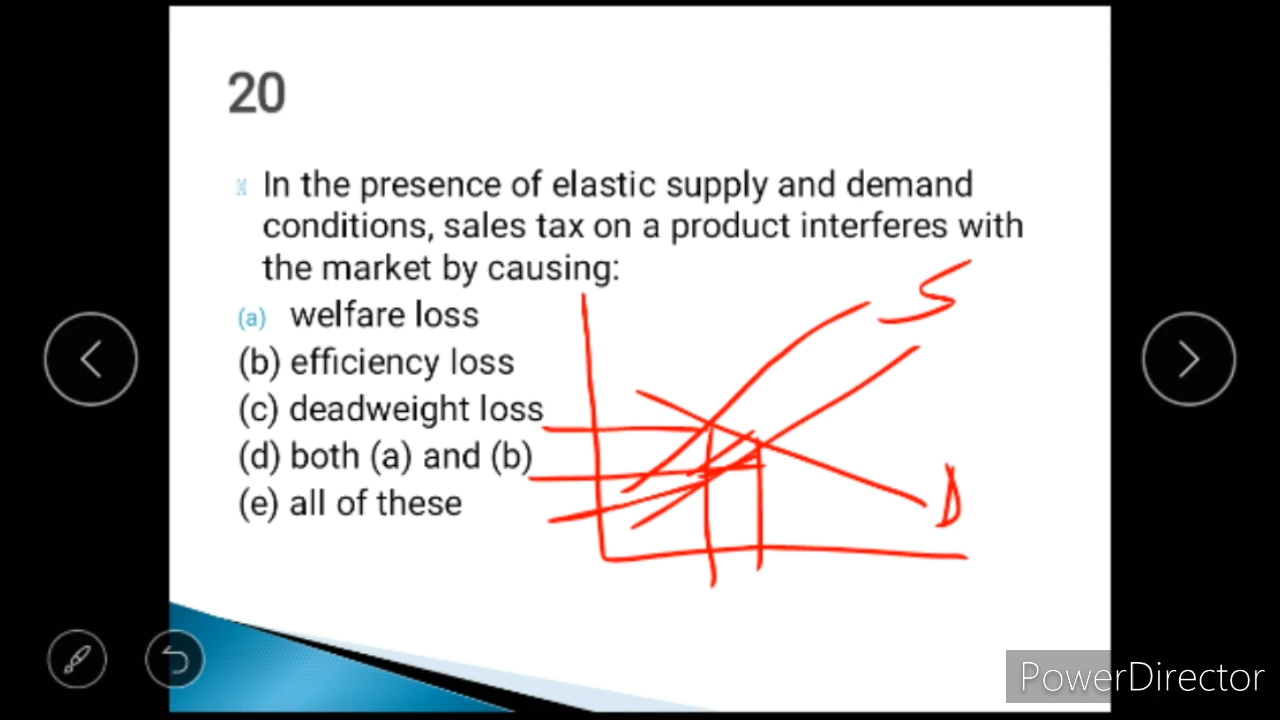 20
In the presence of elastic supply and demand
conditions, sales tax on a product interferes with
the market by causing:
(a) welfare loss
(b) efficiency loss
(c) deadweight loss
(d) both (a) and (b)
(e) all of these
S
D
PowerDirector